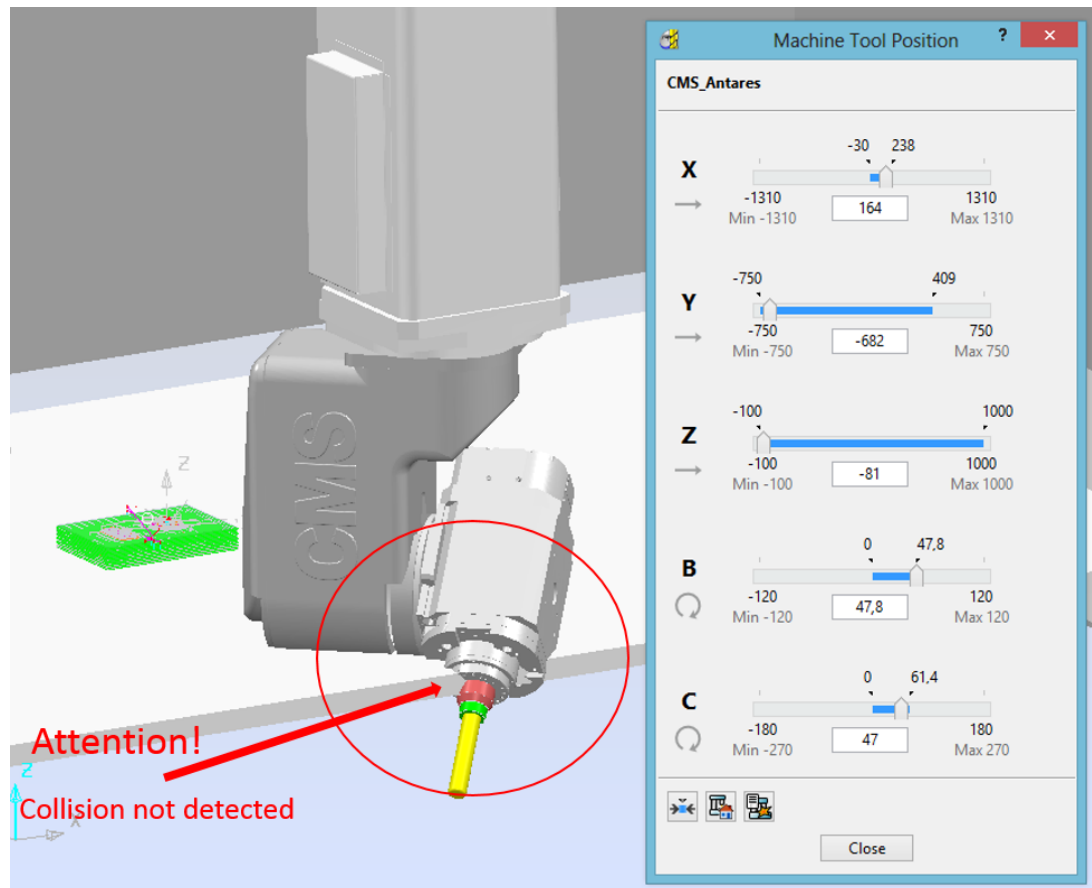 Machine Tool Position
?
CMS_Antares
-30 238
X
-1310 164 1310
Min -1310 Max 1310
-750 409
Y
-750 -682 750
Min -750 Max 750
-100 1000
Z
-100 -81 1000
Min -100 Max 1000
0 47,8
B
-120 47,8 120
Min -120 Max 120
0 61,4
C
-180 47 180
Min -270 Max 270
Close
CMS
Z
Attention!
Collision not detected
Z
X